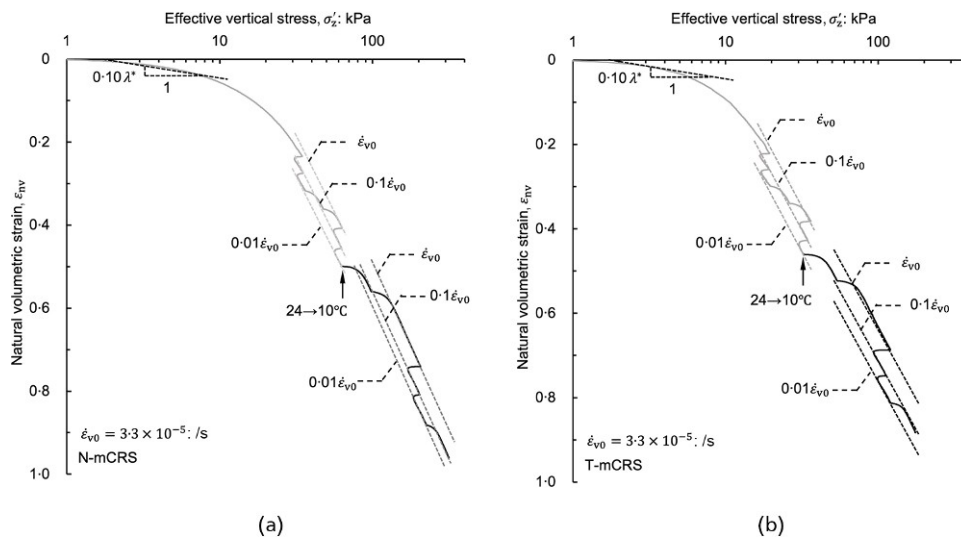 Effective vertical stress, σ′z: kPa
1 10 100
0
0·10λ*
1
ε̇v0
0·2
0·1ε̇v0
0·4
0·01ε̇v0
ε̇v0
24→10°C
0·1ε̇v0
0·6
0·01ε̇v0
0·8
ε̇v0 = 3·3 × 10−5: /s
N-mCRS
1·0
Natural volumetric strain, εnv
(a)
Effective vertical stress, σ′z: kPa
1 10 100
0
0·10λ*
1
ε̇v0
0·2
0·1ε̇v0
0·4
0·01ε̇v0
ε̇v0
24→10°C
0·1ε̇v0
0·6
0·01ε̇v0
0·8
ε̇v0 = 3·3 × 10−5: /s
T-mCRS
1·0
Natural volumetric strain, εnv
(b)